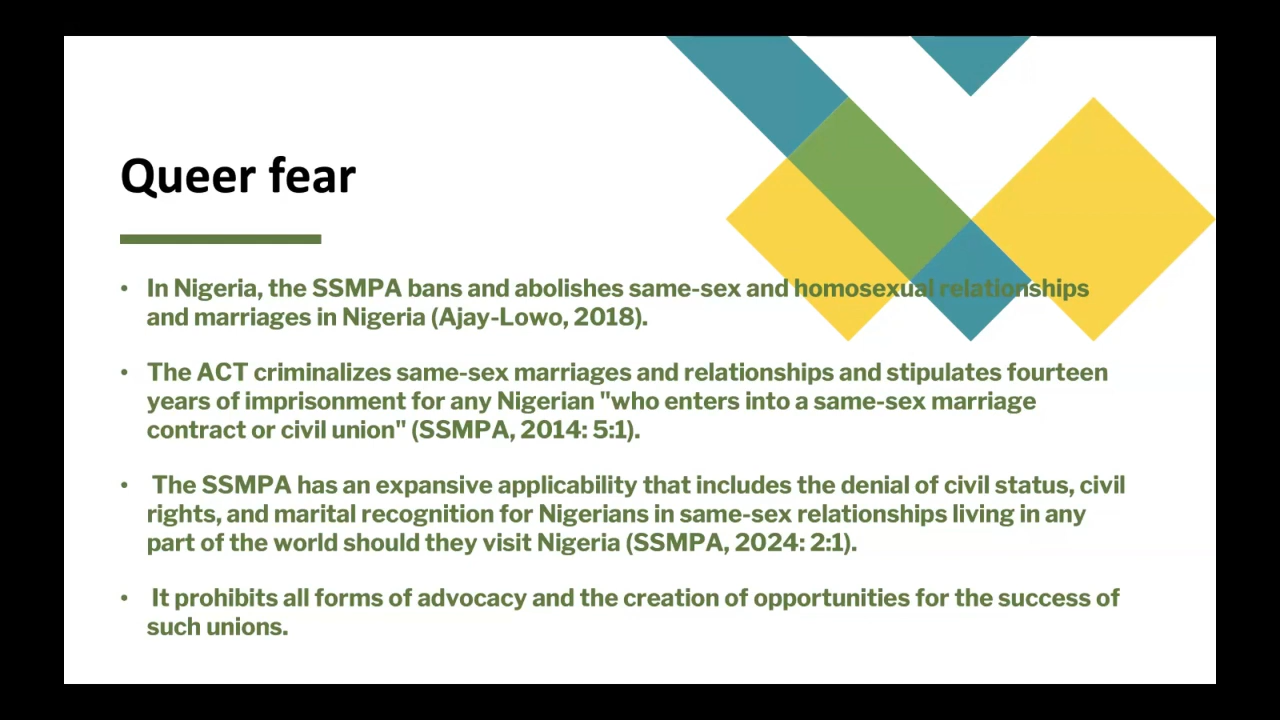 Queer fear
• In Nigeria, the SSMPA bans and abolishes same-sex and homosexual relationships
and marriages in Nigeria (Ajay-Lowo, 2018).
• The ACT criminalizes same-sex marriages and relationships and stipulates fourteen
years of imprisonment for any Nigerian "who enters into a same-sex marriage
contract or civil union" (SSMPA, 2014: 5:1).
• The SSMPA has an expansive applicability that includes the denial of civil status, civil
rights, and marital recognition for Nigerians in same-sex relationships living in any
part of the world should they visit Nigeria (SSMPA, 2024: 2:1).
• It prohibits all forms of advocacy and the creation of opportunities for the success of
such unions.